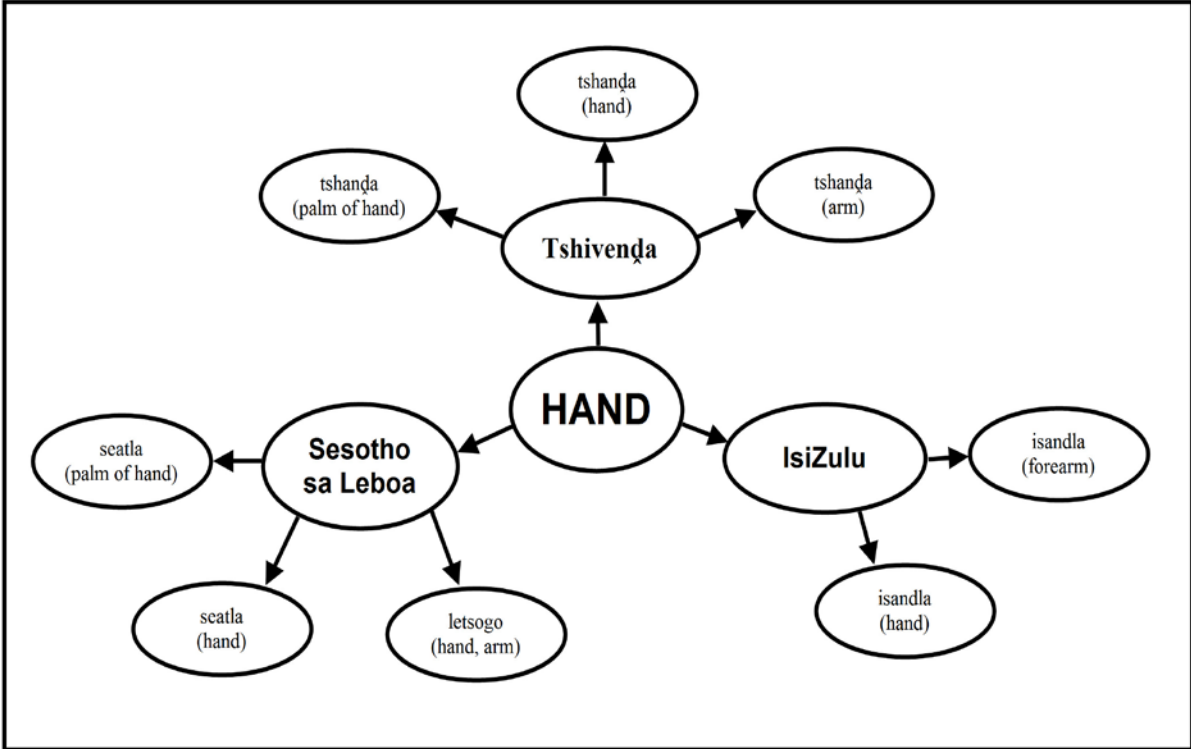 tshanḓa
(hand)
tshanḓa
(palm of hand)
tshanḓa
(arm)
Tshivenḓa
HAND
Sesotho
sa Leboa
IsiZulu
seatla
(palm of hand)
isandla
(forearm)
seatla
(hand)
letsogo
(hand, arm)
isandla
(hand)